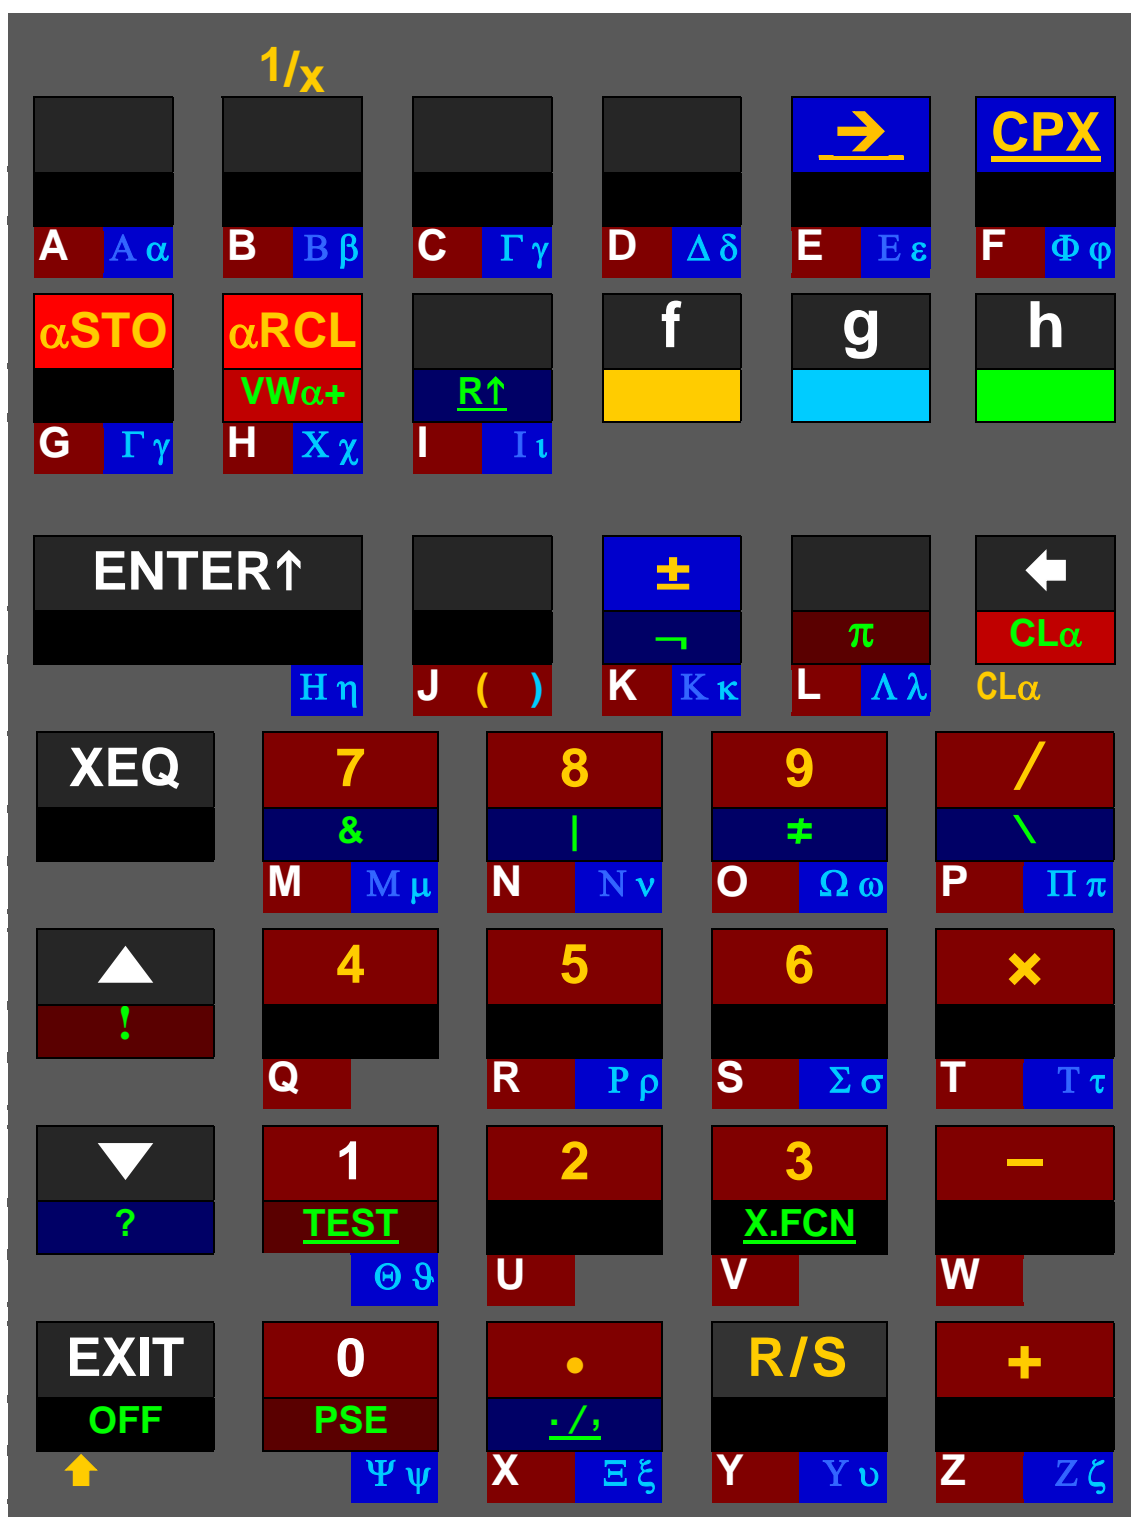 1/x
→ CPX
A Α α B Β β C Γ γ D Δ δ E Ε ε F Φ φ
αSTO αRCL f g h
VWα+ R↑
G Γ γ H Χ χ I Ι ι
ENTER↑ ± π 🡄
¬ CLα
H η J ( ) K Κ κ L Λ λ CLα
XEQ 7 8 9 /
& | ≠ \
M Μ μ N Ν ν O Ω ω P Π π
▲ 4 5 6 ×
!
Q R Ρ ρ S Σ σ T Τ τ
▼ 1 2 3 −
? TEST X.FCN
Θ ϑ U V W
EXIT 0 • R/S +
OFF PSE ./,
Ψ ψ X Ξ ξ Y Υ υ Z Ζ ζ